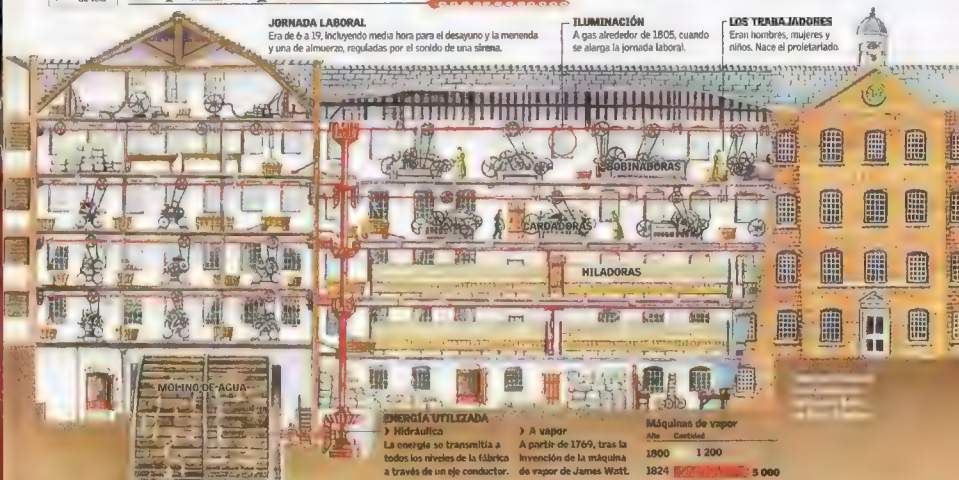 de vela
JORNADA LABORAL
Era de 6 a 19, incluyendo media hora para el desayuno y la merienda
y una de almuerzo, reguladas por el sonido de una sirena.
ILUMINACIÓN
A gas alrededor de 1805, cuando
se alarga la jornada laboral.
LOS TRABAJADORES
Eran hombres, mujeres y
niños. Nace el proletariado.
BOBINADORAS
CARDADORAS
HILADORAS
MOLINO DE AGUA
ENERGÍA UTILIZADA
› Hidráulica
La energía se transmitía a
todos los niveles de la fábrica
a través de un eje conductor.
› A vapor
A partir de 1769, tras la
invención de la máquina
de vapor de James Watt.
Máquinas de vapor
Año Cantidad
1800 1 200
1824 5 000